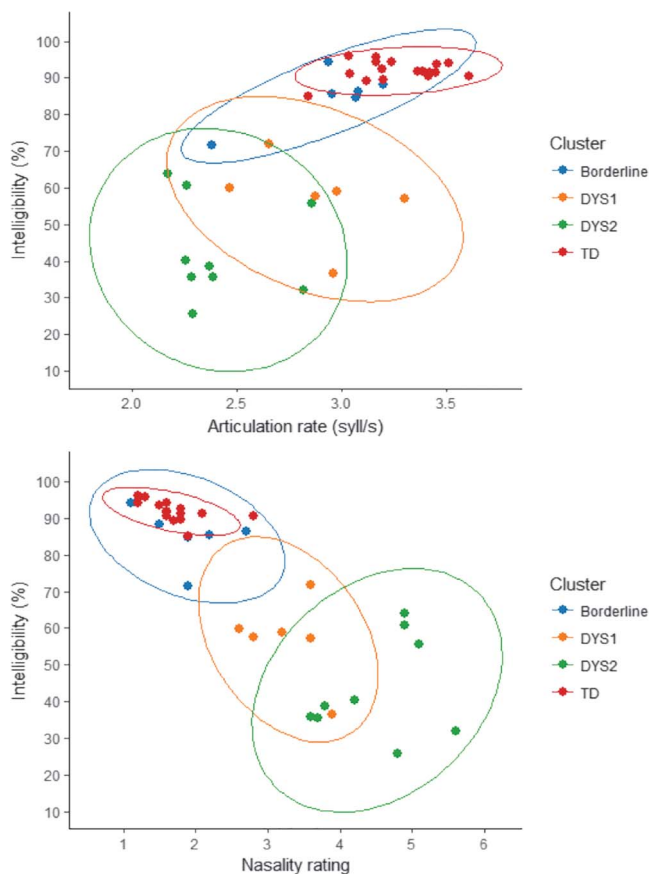 100
90
80
70
60
50
40
30
20
10
Intelligibility (%)
2.0 2.5 3.0 3.5
Articulation rate (syll/s)
Cluster
Borderline
DYS1
DYS2
TD
100
90
80
70
60
50
40
30
20
10
Intelligibility (%)
1 2 3 4 5 6
Nasality rating
Cluster
Borderline
DYS1
DYS2
TD